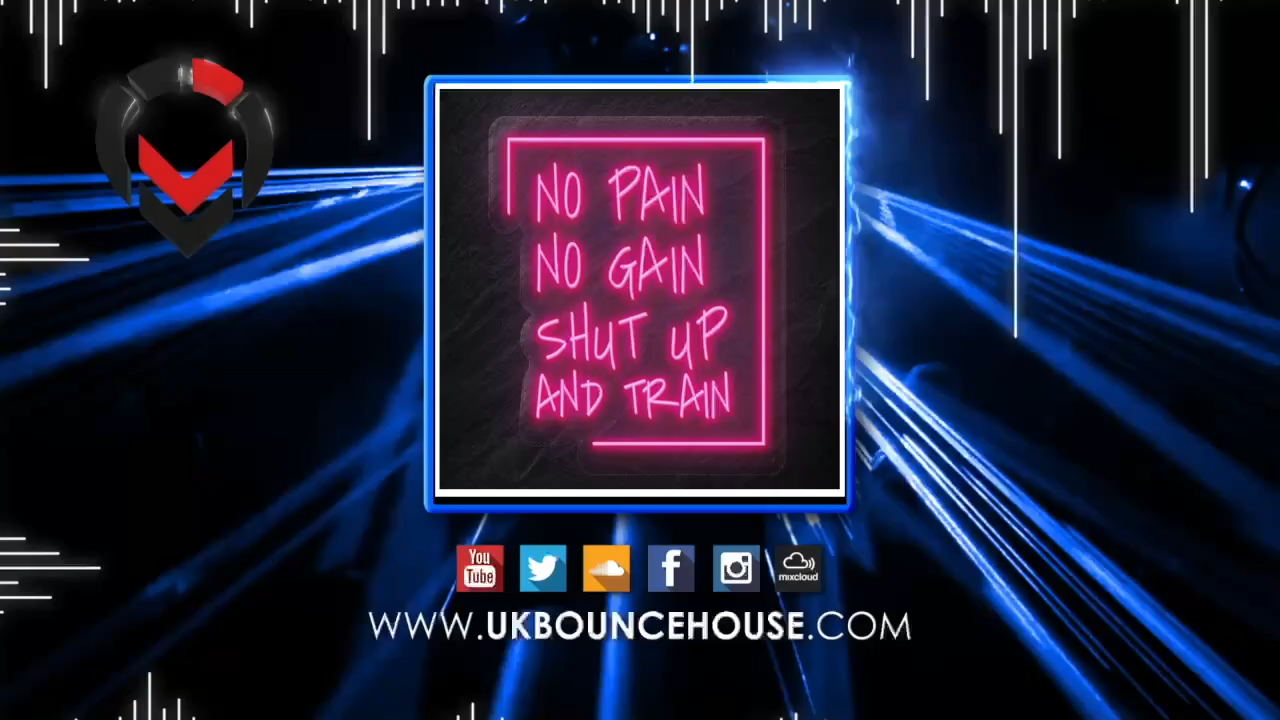 NO PAIN
NO GAIN
SHUT UP
AND TRAIN
You
Tube
f
mixcloud
WWW.UKBOUNCEHOUSE.COM